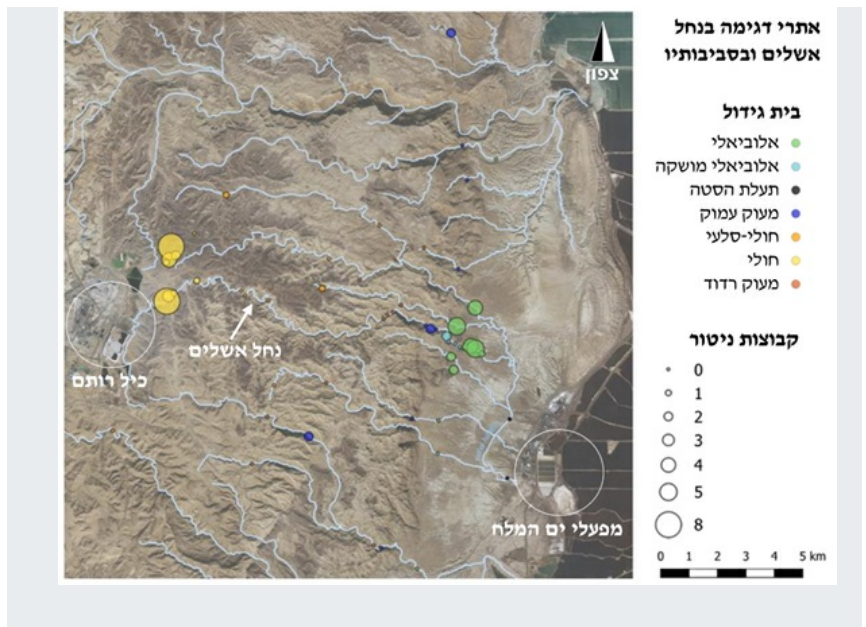 אתרי דגימה בנחל
אשלים ובסביבותיו
צפון
בית גידול
אלוביאלי
אלוביאלי מושקה
תעלת הסטה
מעוק עמוק
חולי-סלעי
חולי
מעוק רדוד
קבוצות ניטור
0
1
2
3
4
5
8
0 1 2 3 4 5 km
נחל אשלים
כיל רותם
מפעלי ים המלח